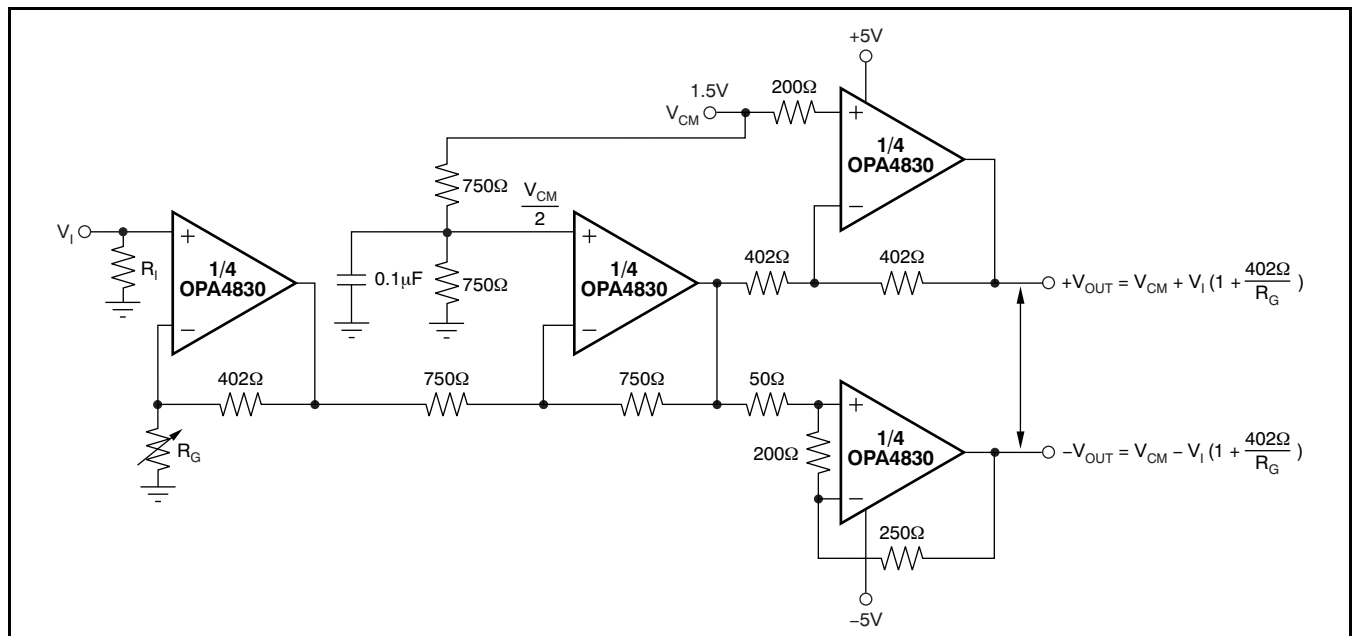 +5V
1.5V
V_CM
200Ω
+
1/4
OPA4830
−
750Ω
V_CM
2
V_I
+
R_I
1/4
OPA4830
−
0.1μF
750Ω
+
1/4
OPA4830
−
402Ω
402Ω
+V_OUT = V_CM + V_I (1 + 402Ω/R_G )
402Ω
750Ω
750Ω
50Ω
R_G
200Ω
+
1/4
OPA4830
−
−V_OUT = V_CM − V_I (1 + 402Ω/R_G )
250Ω
−5V